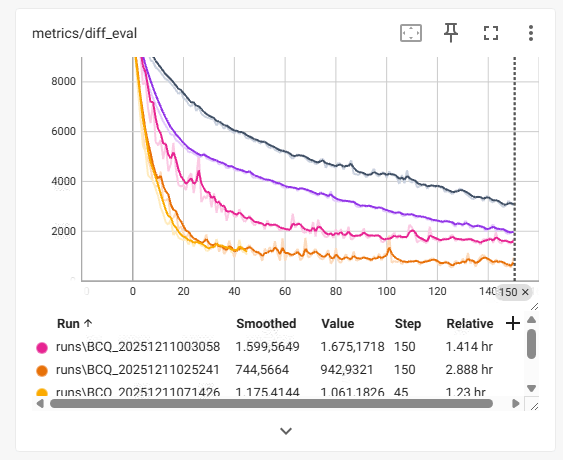 metrics/diff_eval
8000
6000
4000
2000
0 0 20 40 60 80 100 120 140 150 ✕
Run ↑ Smoothed Value Step Relative
runs\BCQ_20251211003058 1.599,5649 1.675,1718 150 1.414 hr
runs\BCQ_20251211025241 744,5664 942,9321 150 2.888 hr
runs\BCQ_20251211071426 1.175,4144 1.061,1826 45 1.23 hr